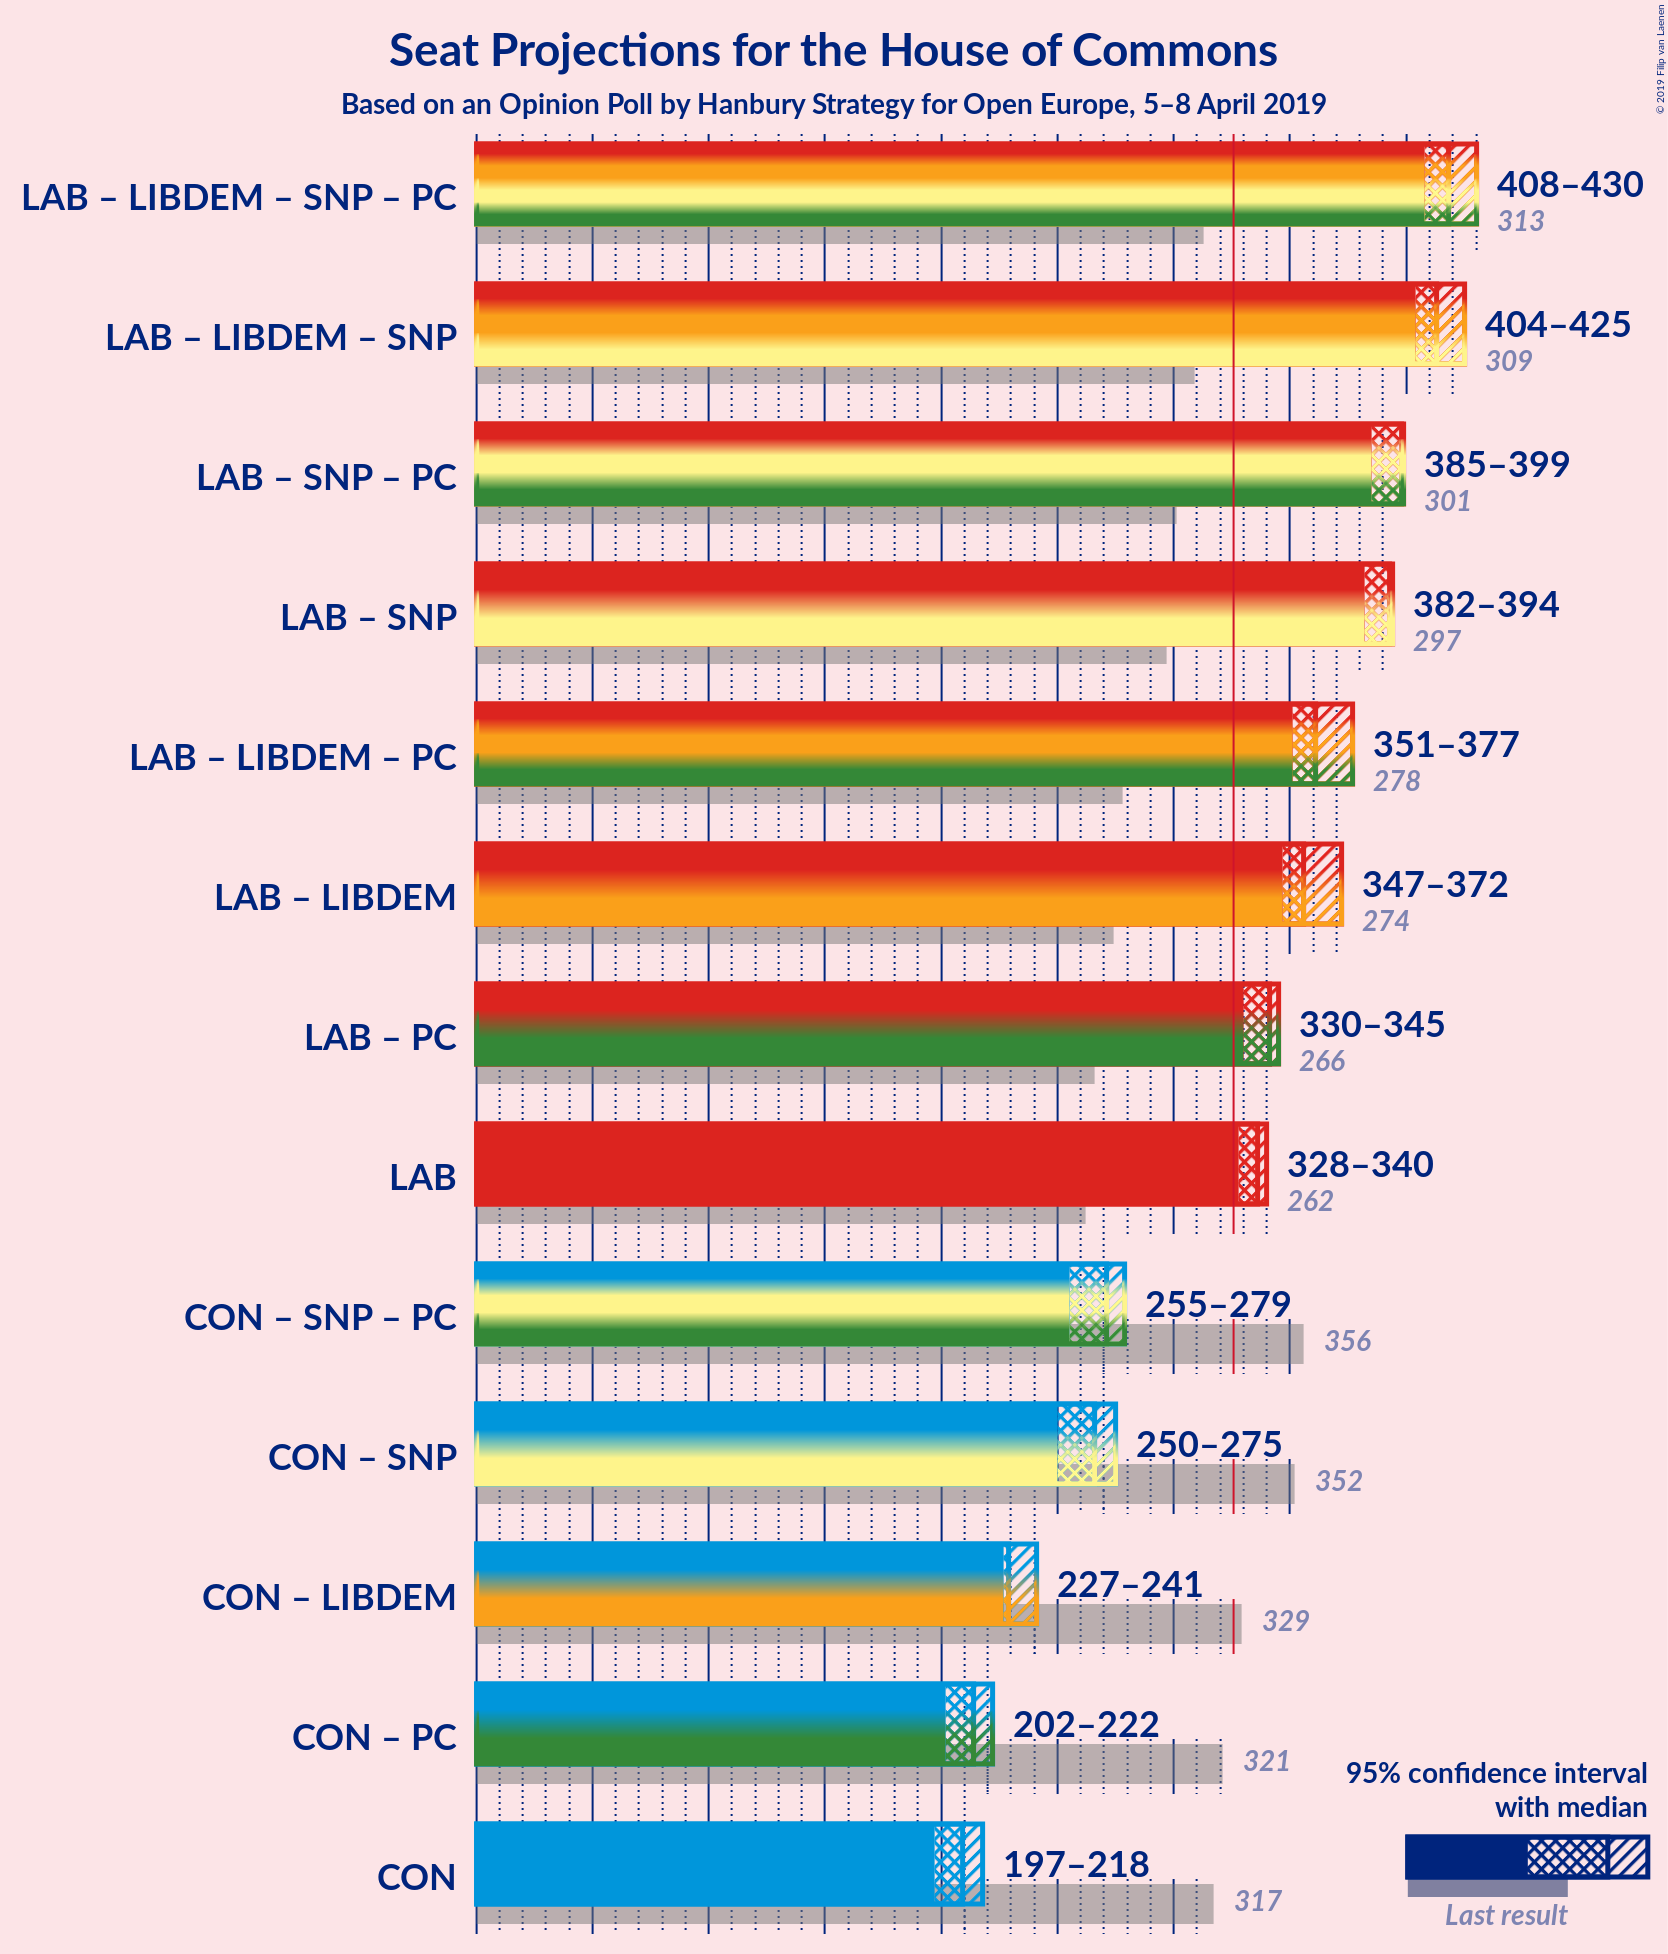 Seat Projections for the House of Commons
Based on an Opinion Poll by Hanbury Strategy for Open Europe, 5–8 April 2019
© 2019 Filip van Laenen
LAB – LIBDEM – SNP – PC
408–430
313
LAB – LIBDEM – SNP
404–425
309
LAB – SNP – PC
385–399
301
LAB – SNP
382–394
297
LAB – LIBDEM – PC
351–377
278
LAB – LIBDEM
347–372
274
LAB – PC
330–345
266
LAB
328–340
262
CON – SNP – PC
255–279
356
CON – SNP
250–275
352
CON – LIBDEM
227–241
329
CON – PC
202–222
321
CON
197–218
317
95% confidence interval
with median
Last result